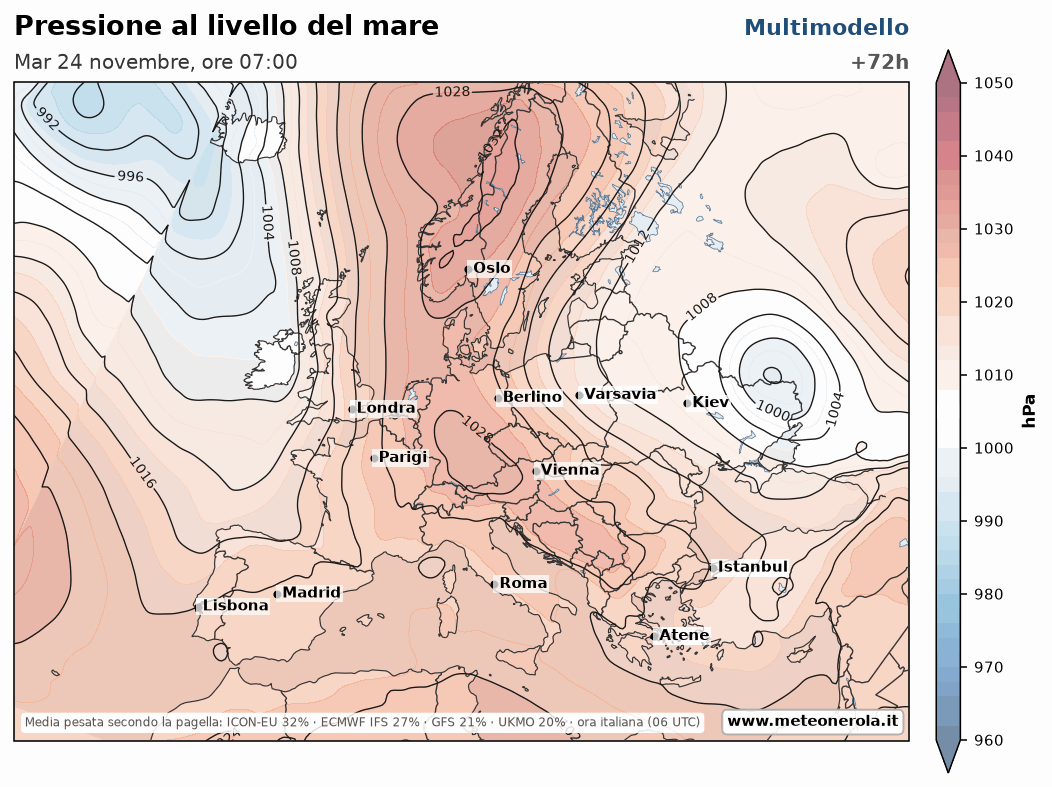 Pressione al livello del mare
Multimodello
Mar 24 novembre, ore 07:00
+72h
1050
1028
992
1032
1040
996
1004
1030
1008
1012
Oslo
1020
1008
1010
Londra
Berlino
Varsavia
Kiev
1000
1004
hPa
1028
1000
Parigi
Vienna
1016
990
Istanbul
Roma
Madrid
980
Lisbona
Atene
970
Media pesata secondo la pagella: ICON-EU 32% · ECMWF IFS 27% · GFS 21% · UKMO 20% · ora italiana (06 UTC)
www.meteonerola.it
960